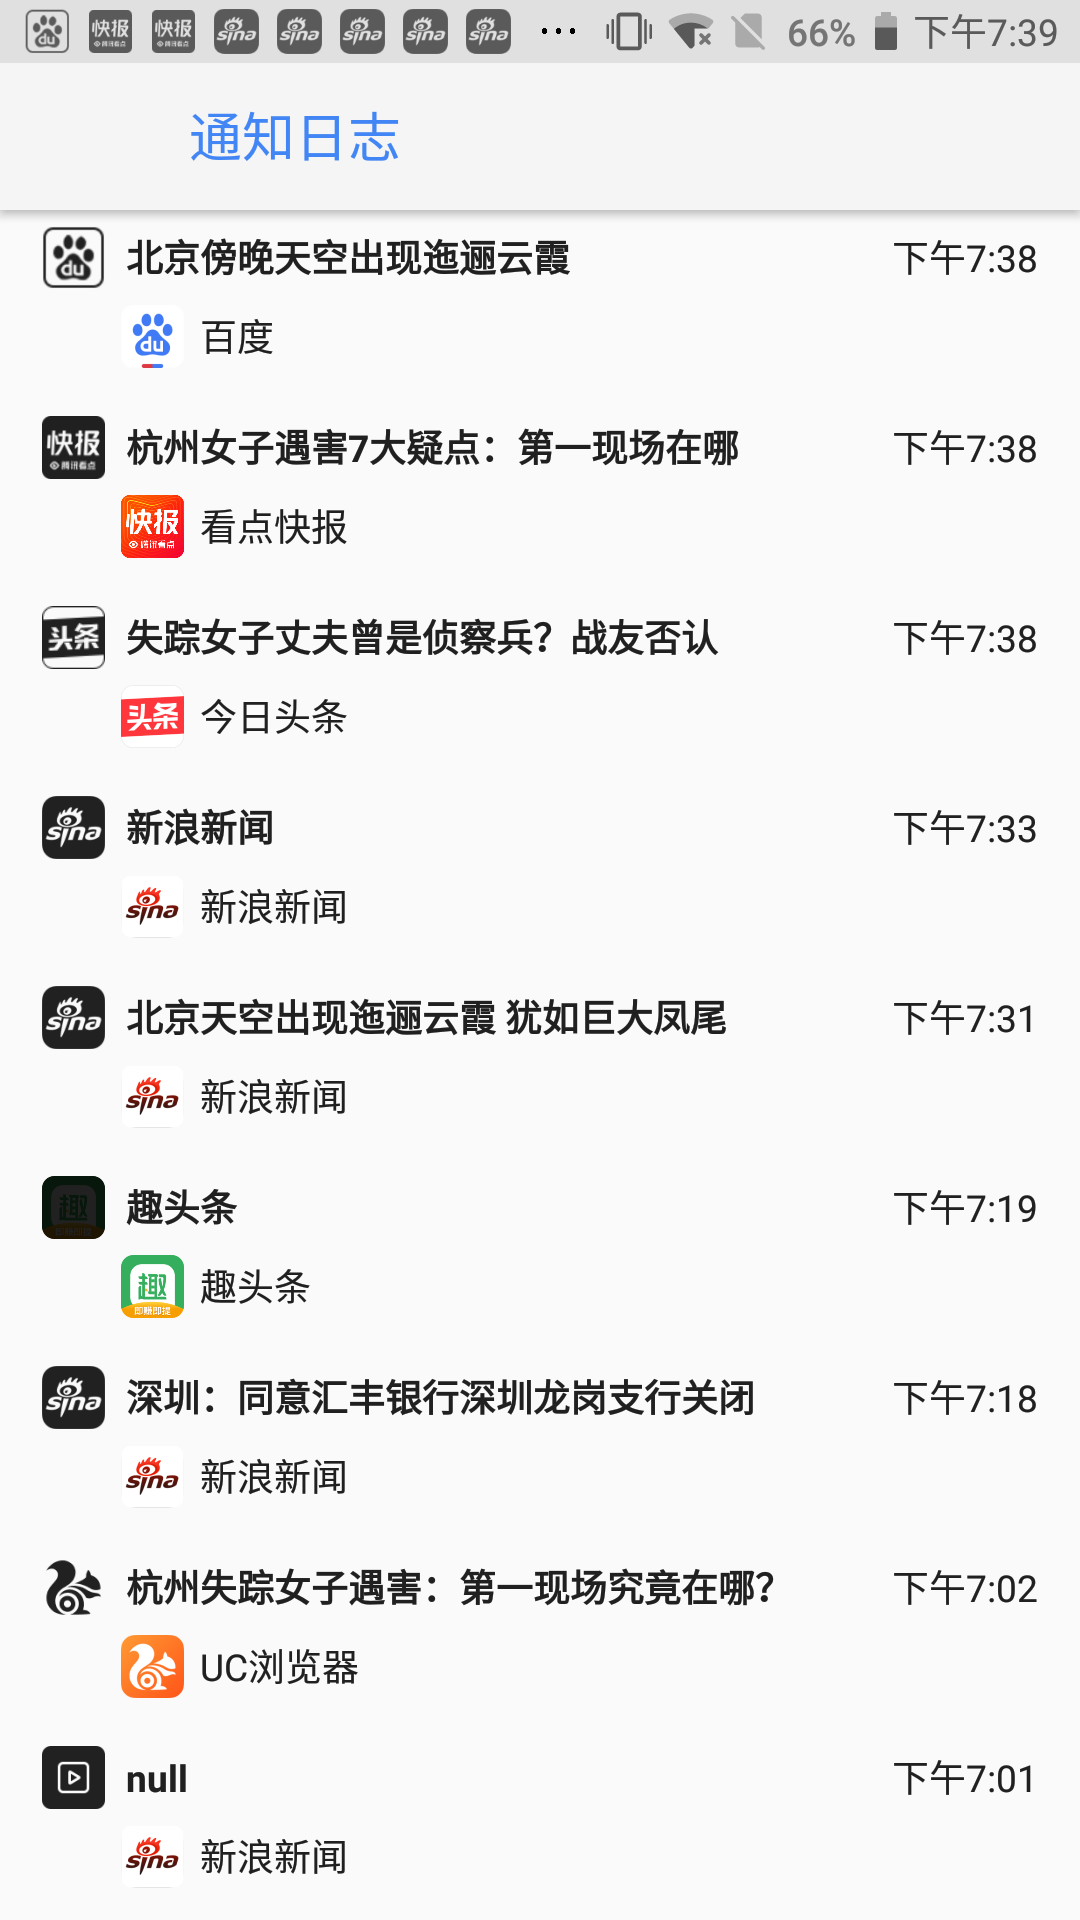 66% 下午7:39
通知日志
北京傍晚天空出现迤逦云霞 下午7:38
百度
杭州女子遇害7大疑点：第一现场在哪 下午7:38
看点快报
失踪女子丈夫曾是侦察兵？战友否认 下午7:38
今日头条
新浪新闻 下午7:33
新浪新闻
北京天空出现迤逦云霞 犹如巨大凤尾 下午7:31
新浪新闻
趣头条 下午7:19
趣头条
深圳：同意汇丰银行深圳龙岗支行关闭 下午7:18
新浪新闻
杭州失踪女子遇害：第一现场究竟在哪？ 下午7:02
UC浏览器
null 下午7:01
新浪新闻